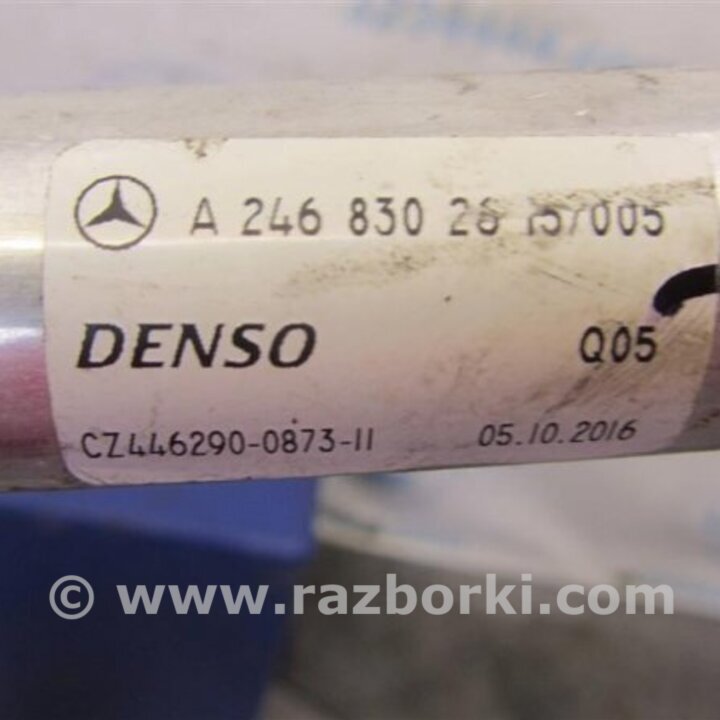 A 246 830 26 15/005
DENSO
Q05
CZ446290-0873-11
05.10.2016
© www.razborki.com